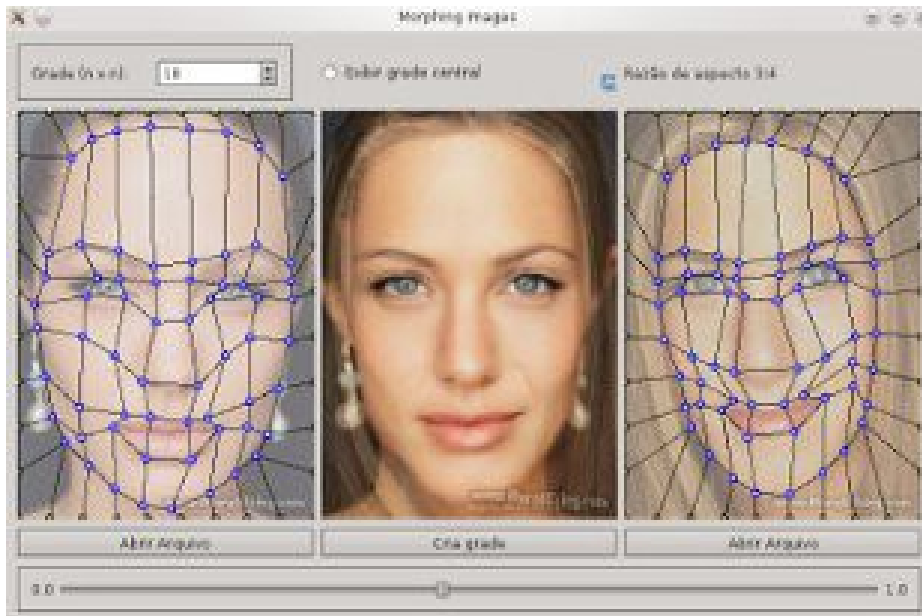 Morphing Imagas
Grade (n x n):
10
Exibir grade central
Razão de aspecto 3:4
Abrir Arquivo
Cria grade
Abrir Arquivo
0.0
1.0